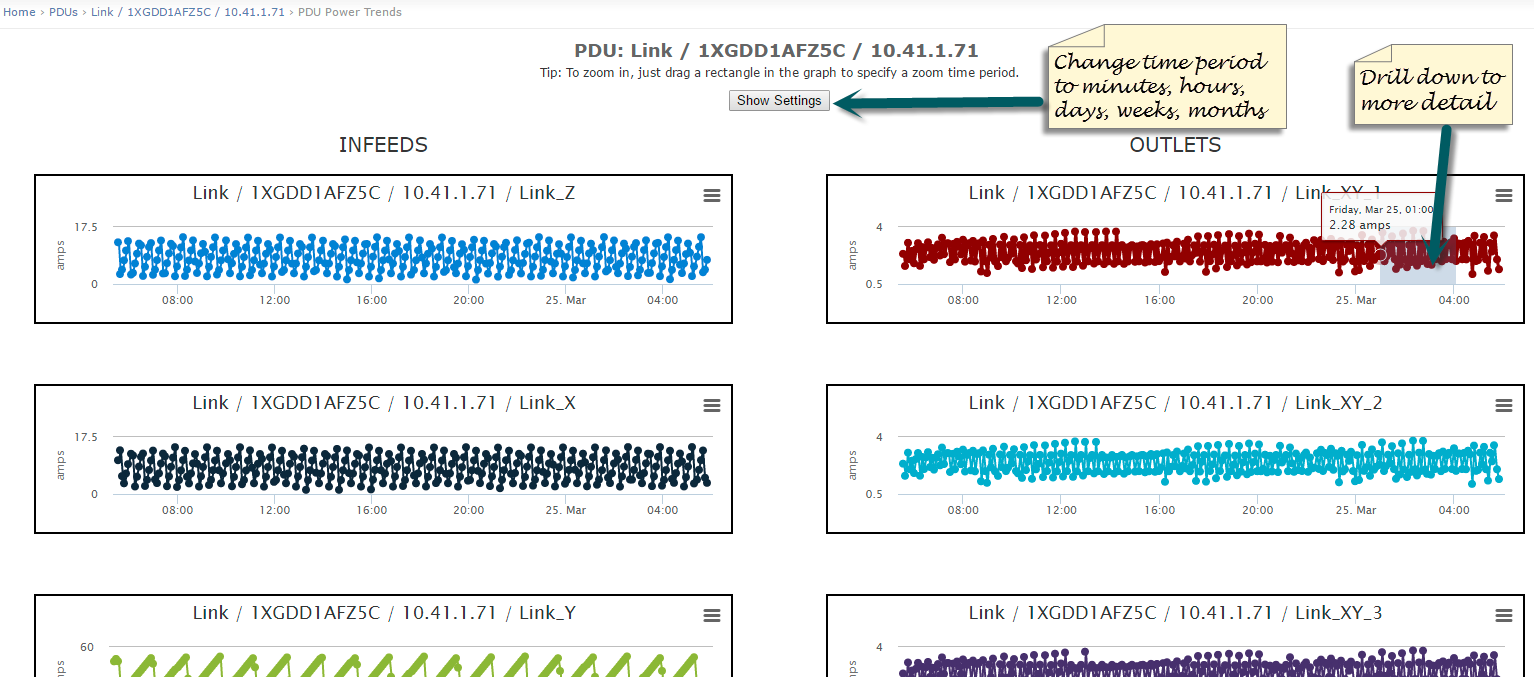 Home › PDUs › Link / 1XGDD1AFZ5C / 10.41.1.71 › PDU Power Trends
PDU: Link / 1XGDD1AFZ5C / 10.41.1.71
Tip: To zoom in, just drag a rectangle in the graph to specify a zoom time period.
Show Settings
Change time period
to minutes, hours,
days, weeks, months
Drill down to
more detail
INFEEDS
Link / 1XGDD1AFZ5C / 10.41.1.71 / Link_Z
17.5
amps
0
08:00 12:00 16:00 20:00 25. Mar 04:00
Link / 1XGDD1AFZ5C / 10.41.1.71 / Link_X
17.5
amps
0
08:00 12:00 16:00 20:00 25. Mar 04:00
Link / 1XGDD1AFZ5C / 10.41.1.71 / Link_Y
60
mps
OUTLETS
Link / 1XGDD1AFZ5C / 10.41.1.71 / Link_XY_1
Friday, Mar 25, 01:00
2.28 amps
4
amps
0.5
08:00 12:00 16:00 20:00 25. Mar 04:00
Link / 1XGDD1AFZ5C / 10.41.1.71 / Link_XY_2
4
amps
0.5
08:00 12:00 16:00 20:00 25. Mar 04:00
Link / 1XGDD1AFZ5C / 10.41.1.71 / Link_XY_3
4
mps